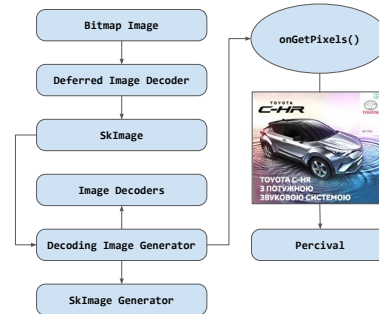 Bitmap Image
Deferred Image Decoder
SkImage
Image Decoders
Decoding Image Generator
SkImage Generator
onGetPixels()
TOYOTA
C-HR
TOYOTA
TOYOTA C-HR
З ПОТУЖНОЮ
ЗВУКОВОЮ СИСТЕМОЮ
Percival